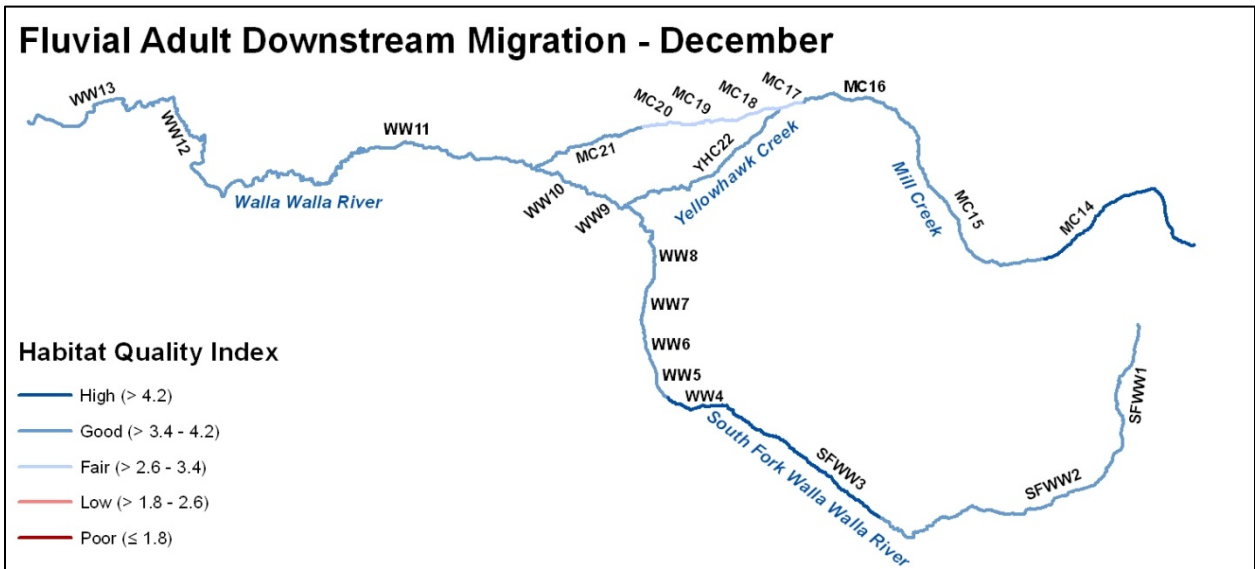 Fluvial Adult Downstream Migration - December
WW13
WW12
WW11
Walla Walla River
MC21
MC20
MC19
MC18
MC17
MC16
YHC22
Yellowhawk Creek
Mill Creek
MC15
MC14
WW10
WW9
WW8
WW7
WW6
WW5
WW4
South Fork Walla Walla River
SFWW3
SFWW2
SFWW1
Habitat Quality Index
High (> 4.2)
Good (> 3.4 - 4.2)
Fair (> 2.6 - 3.4)
Low (> 1.8 - 2.6)
Poor (≤ 1.8)